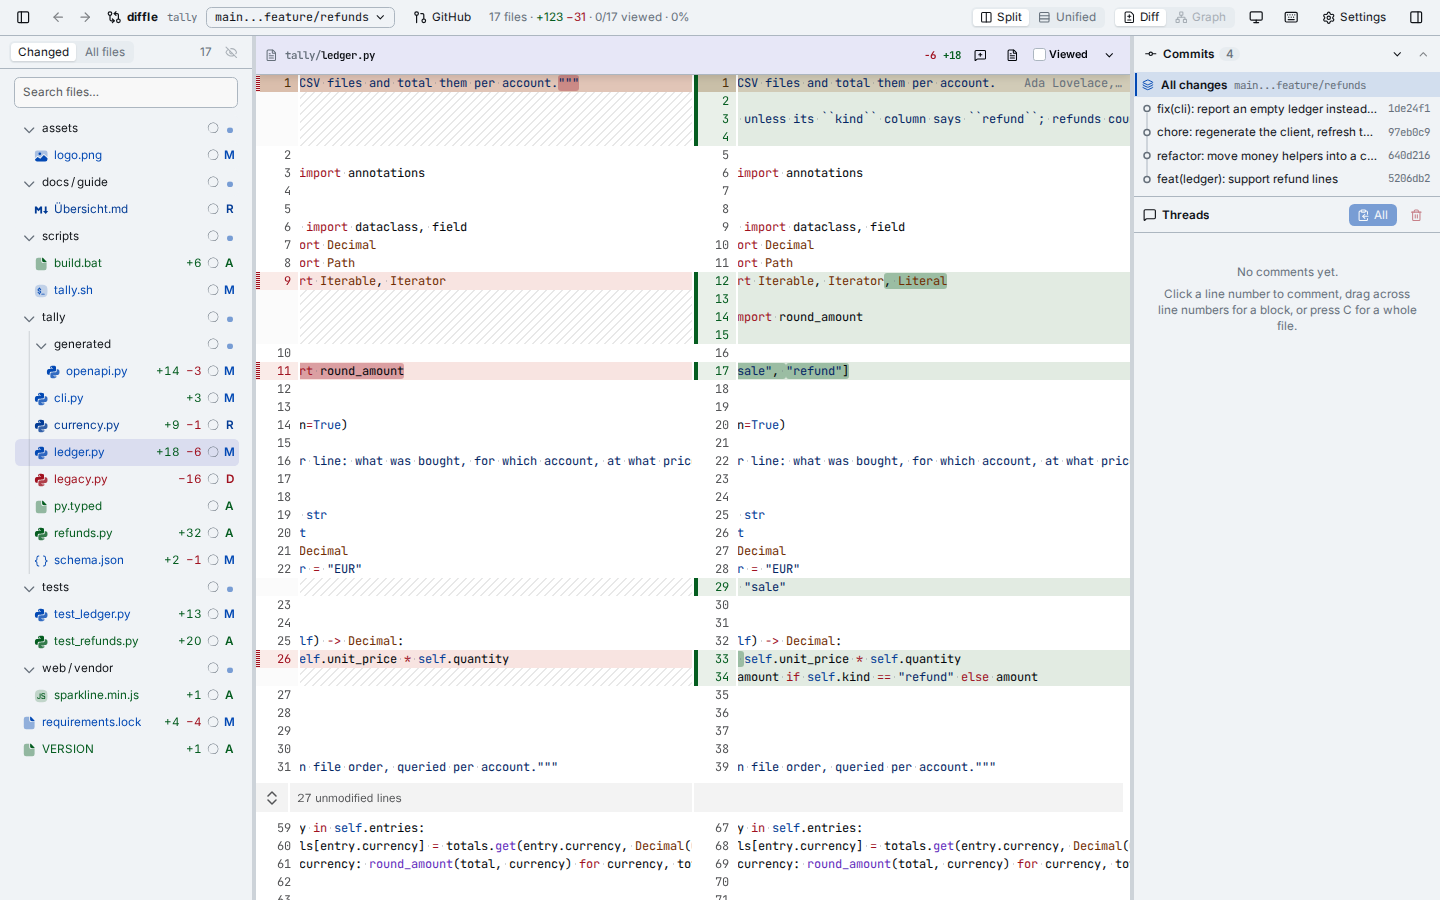 diffle tally main...feature/refunds GitHub 17 files · +123 −31 · 0/17 viewed · 0% Split Unified Diff Graph Settings
Changed All files 17
Search files...
assets
logo.png M
docs/guide
Übersicht.md R
scripts
build.bat +6 A
tally.sh M
tally
generated
openapi.py +14 −3 M
cli.py +3 M
currency.py +9 −1 R
ledger.py +18 −6 M
legacy.py −16 D
py.typed A
refunds.py +32 A
schema.json +2 −1 M
tests
test_ledger.py +13 M
test_refunds.py +20 A
web/vendor
sparkline.min.js +1 A
requirements.lock +4 −4 M
VERSION +1 A
tally/ledger.py -6 +18 Viewed
1 CSV files and total them per account.""" 1 CSV files and total them per account. Ada Lovelace,…
2
3 unless its ``kind`` column says ``refund``; refunds cou
4
2 5
3 import annotations 6 import annotations
4 7
5 8
6 import dataclass, field 9 import dataclass, field
7 ort Decimal 10 ort Decimal
8 ort Path 11 ort Path
9 rt Iterable, Iterator 12 rt Iterable, Iterator, Literal
13
14 mport round_amount
15
10 16
11 rt round_amount 17 sale", "refund"]
12 18
13 19
14 n=True) 20 n=True)
15 21
16 r line: what was bought, for which account, at what pric 22 r line: what was bought, for which account, at what pric
17 23
18 24
19 str 25 str
20 t 26 t
21 Decimal 27 Decimal
22 r = "EUR" 28 r = "EUR"
29 "sale"
23 30
24 31
25 lf) -> Decimal: 32 lf) -> Decimal:
26 elf.unit_price * self.quantity 33 self.unit_price * self.quantity
34 amount if self.kind == "refund" else amount
27 35
28 36
29 37
30 38
31 n file order, queried per account.""" 39 n file order, queried per account."""
27 unmodified lines
59 y in self.entries: 67 y in self.entries:
60 ls[entry.currency] = totals.get(entry.currency, Decimal( 68 ls[entry.currency] = totals.get(entry.currency, Decimal(
61 currency: round_amount(total, currency) for currency, to 69 currency: round_amount(total, currency) for currency, to
62 70
63 71
Commits 4
All changes main...feature/refunds
fix(cli): report an empty ledger instead... 1de24f1
chore: regenerate the client, refresh t... 97eb0c9
refactor: move money helpers into a c... 640d216
feat(ledger): support refund lines 5206db2
Threads All
No comments yet.
Click a line number to comment, drag across
line numbers for a block, or press C for a whole
file.